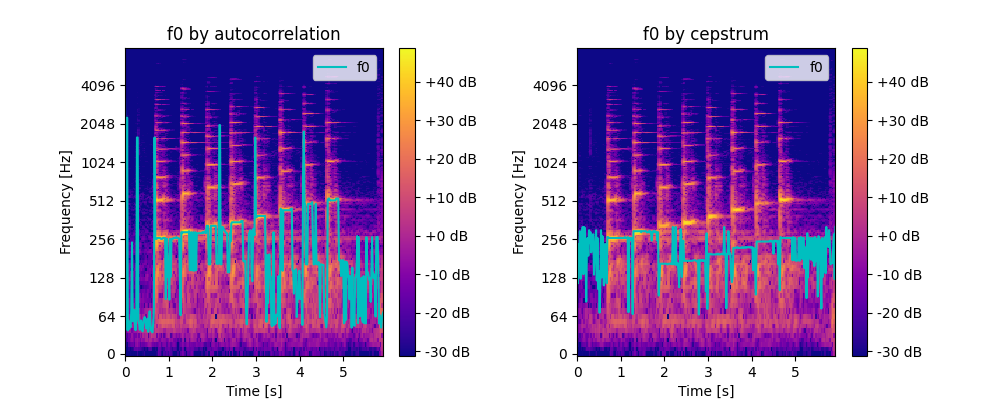 f0 by autocorrelation
f0
4096
2048
1024
512
256
128
64
0
Frequency [Hz]
0 1 2 3 4 5
Time [s]
+40 dB
+30 dB
+20 dB
+10 dB
+0 dB
-10 dB
-20 dB
-30 dB
f0 by cepstrum
f0
4096
2048
1024
512
256
128
64
0
Frequency [Hz]
0 1 2 3 4 5
Time [s]
+40 dB
+30 dB
+20 dB
+10 dB
+0 dB
-10 dB
-20 dB
-30 dB